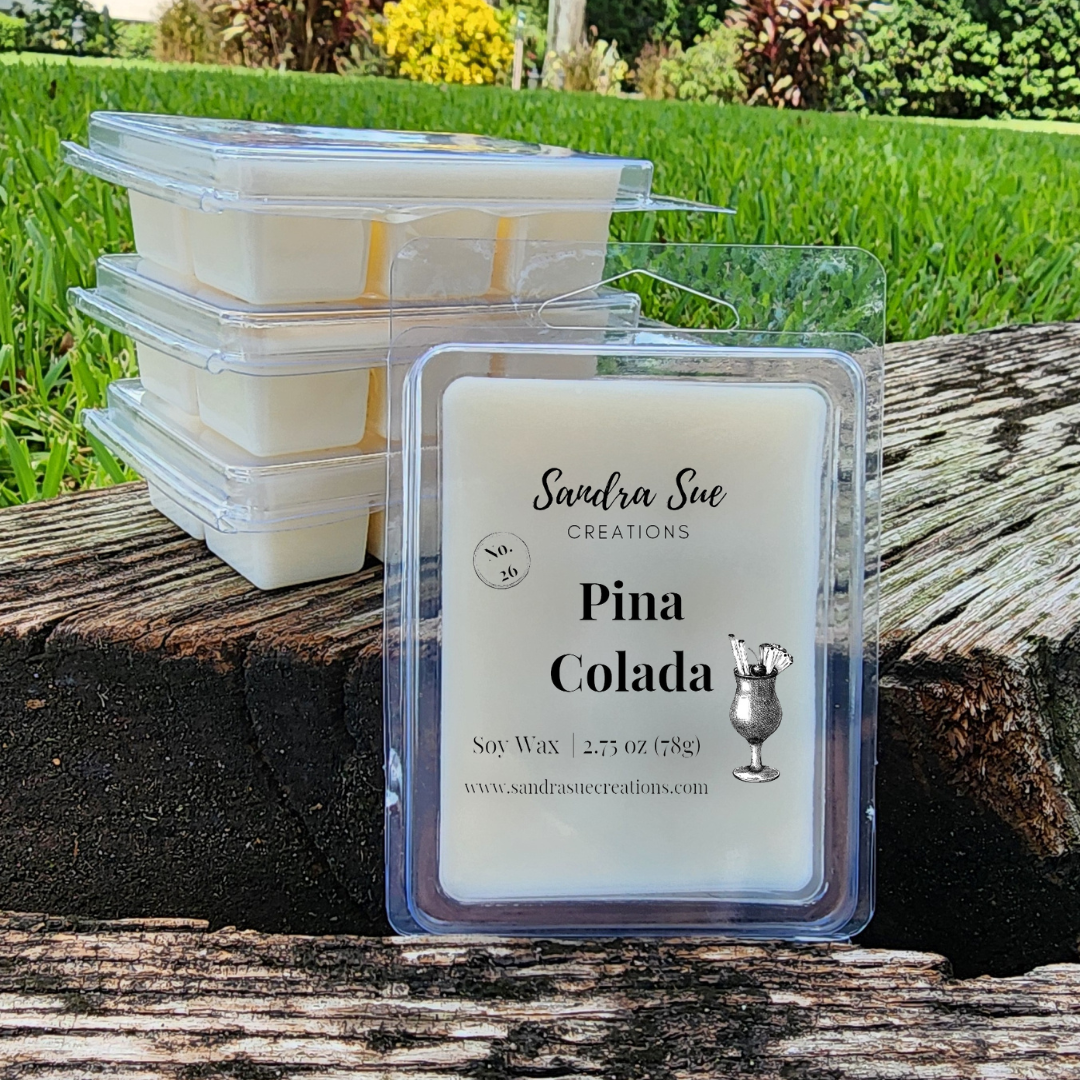 Sandra Sue
CREATIONS
No.
26
Pina
Colada
Soy Wax | 2.75 oz (78g)
www.sandrasuecreations.com